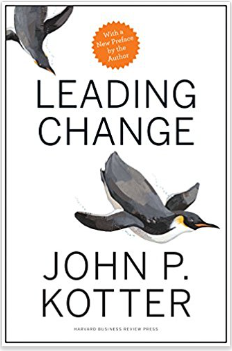 With a
New Preface
by the
Author
LEADING
CHANGE
JOHN P.
KOTTER
HARVARD BUSINESS REVIEW PRESS